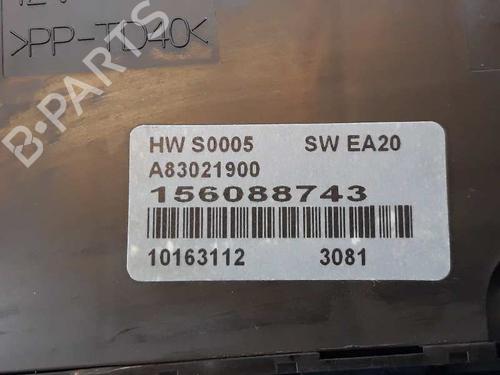 >PP-TD40<
B-PARTS
HW S0005 SW EA20
A83021900
156088743
10163112 3081